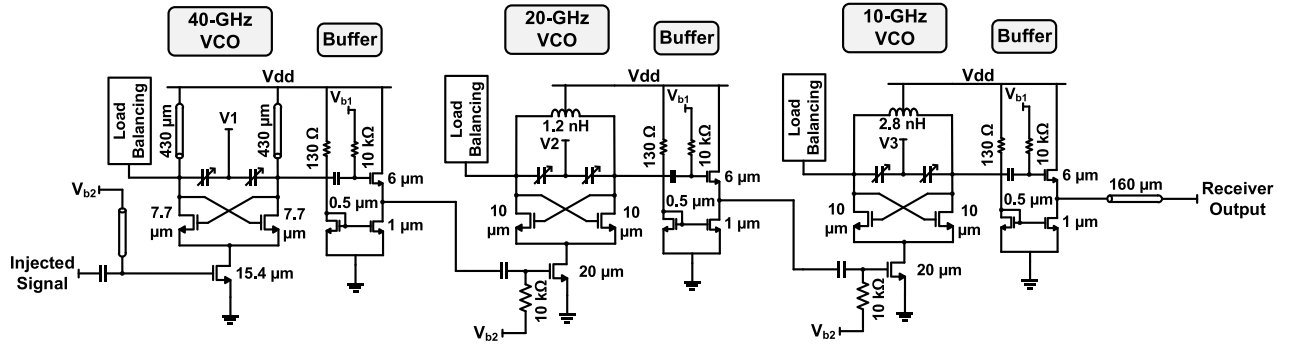 40-GHz
VCO
Buffer
20-GHz
VCO
Buffer
10-GHz
VCO
Buffer
Vdd
Load
Balancing
430 µm
V1
430 µm
130 Ω
Vb1
10 kΩ
6 µm
Vb2
7.7
µm
7.7
µm
0.5 µm
1 µm
Injected
Signal
15.4 µm
Vdd
Load
Balancing
1.2 nH
V2
130 Ω
Vb1
10 kΩ
6 µm
10
µm
10
µm
0.5 µm
1 µm
20 µm
10 kΩ
Vb2
Vdd
Load
Balancing
2.8 nH
V3
130 Ω
Vb1
10 kΩ
6 µm
10
µm
10
µm
0.5 µm
1 µm
20 µm
10 kΩ
Vb2
160 µm
Receiver
Output